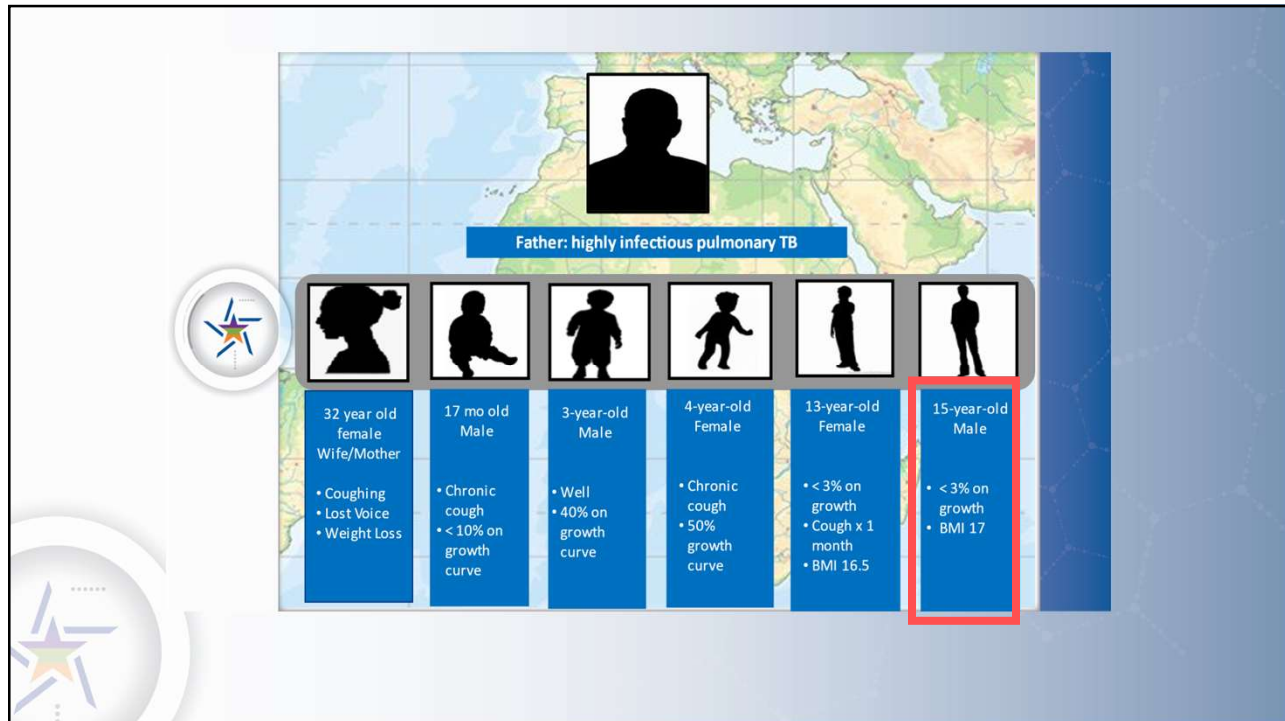 Father: highly infectious pulmonary TB
32 year old
female
Wife/Mother
• Coughing
• Lost Voice
• Weight Loss
17 mo old
Male
• Chronic
cough
• < 10% on
growth
curve
3-year-old
Male
• Well
• 40% on
growth
curve
4-year-old
Female
• Chronic
cough
• 50%
growth
curve
13-year-old
Female
• < 3% on
growth
• Cough x 1
month
• BMI 16.5
15-year-old
Male
• < 3% on
growth
• BMI 17